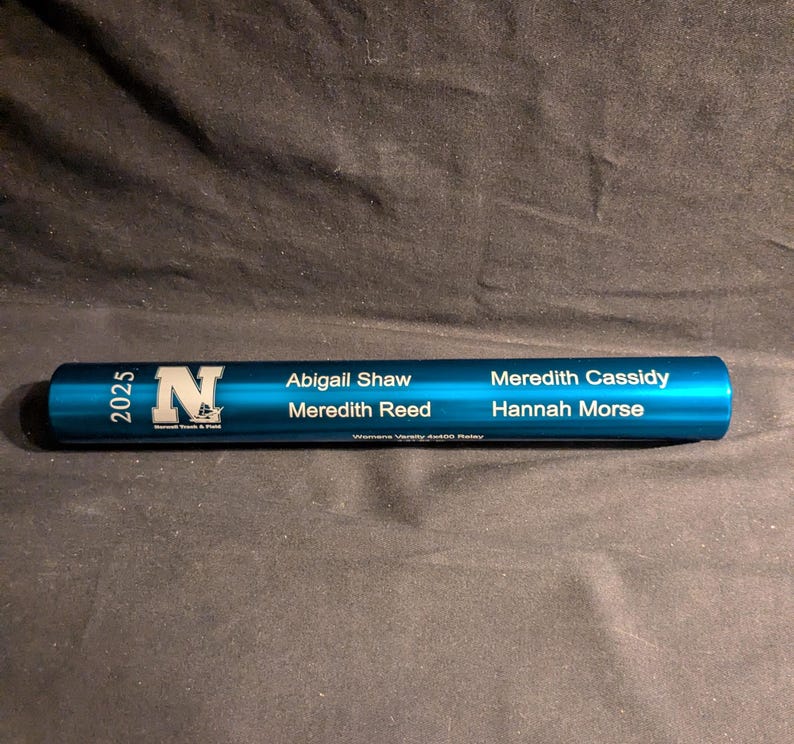 2025
N
Norwell Track & Field
Abigail Shaw
Meredith Cassidy
Meredith Reed
Hannah Morse
Womens Varsity 4x400 Relay